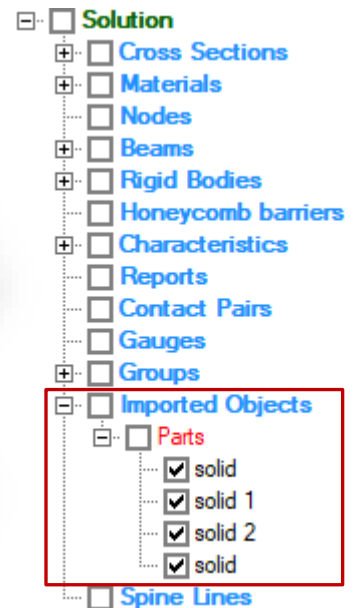 Solution
Cross Sections
Materials
Nodes
Beams
Rigid Bodies
Honeycomb barriers
Characteristics
Reports
Contact Pairs
Gauges
Groups
Imported Objects
Parts
solid
solid 1
solid 2
solid
Spine Lines